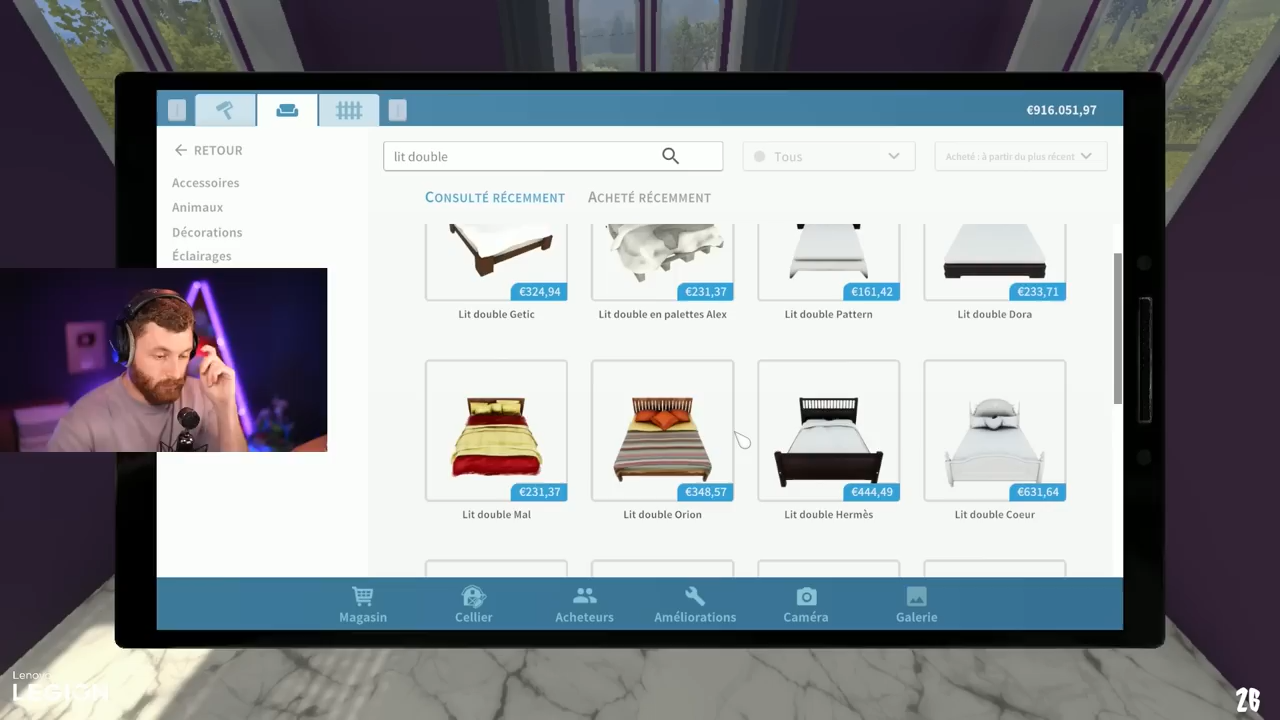 €916.051,97
RETOUR
lit double
Tous
Acheté : à partir du plus récent
Accessoires
Animaux
Décorations
Éclairages
CONSULTÉ RÉCEMMENT
ACHETÉ RÉCEMMENT
€324,94
€231,37
€161,42
€233,71
Lit double Getic
Lit double en palettes Alex
Lit double Pattern
Lit double Dora
€231,37
€348,57
€444,49
€631,64
Lit double Mal
Lit double Orion
Lit double Hermès
Lit double Coeur
Magasin
Cellier
Acheteurs
Améliorations
Caméra
Galerie
Lenovo
LEGION
26